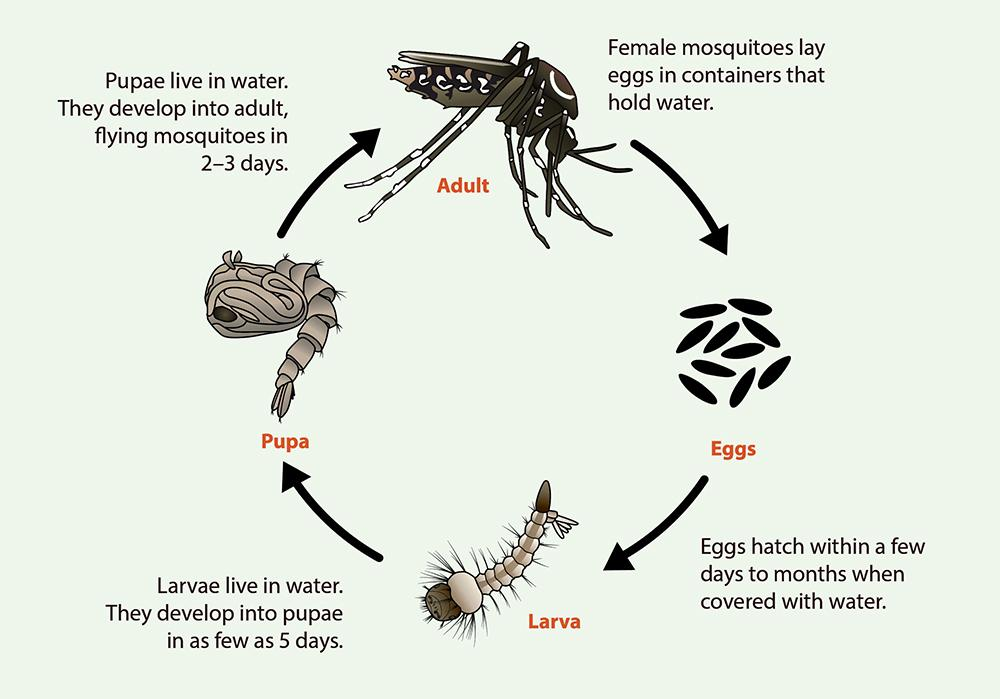 Female mosquitoes lay
eggs in containers that
hold water.
Pupae live in water.
They develop into adult,
flying mosquitoes in
2–3 days.
Adult
Pupa
Eggs
Eggs hatch within a few
days to months when
covered with water.
Larvae live in water.
They develop into pupae
in as few as 5 days.
Larva